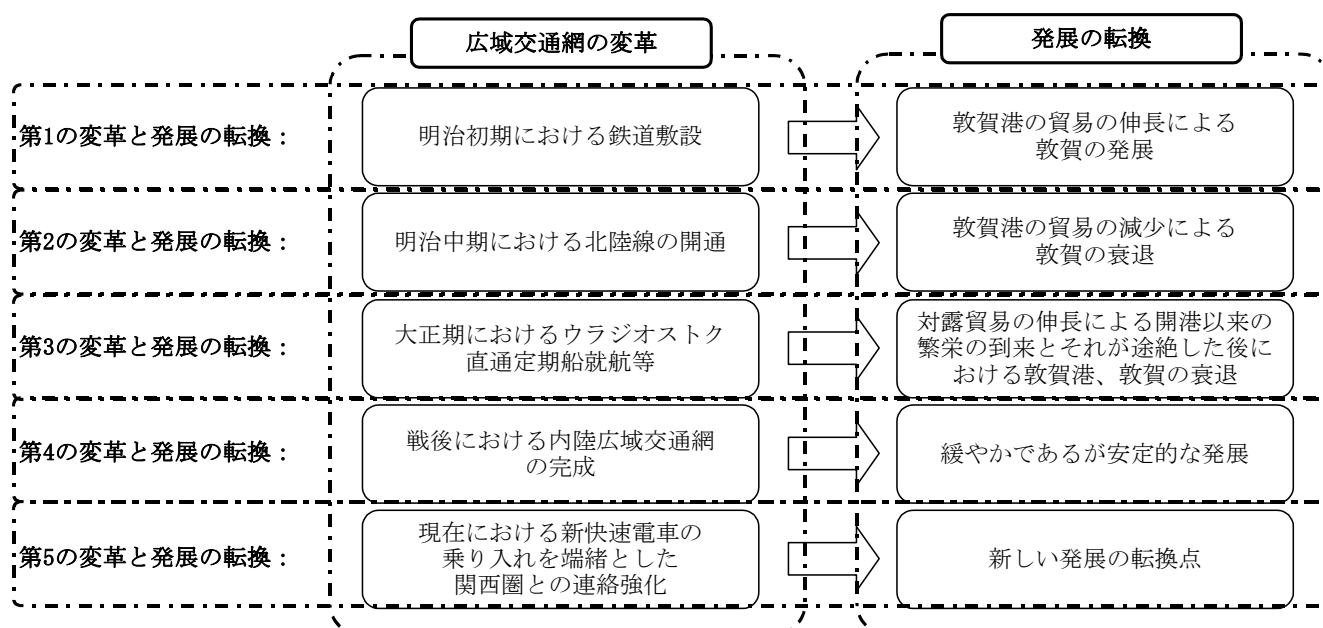 広域交通網の変革
発展の転換
第1の変革と発展の転換：
明治初期における鉄道敷設
敦賀港の貿易の伸長による
敦賀の発展
第2の変革と発展の転換：
明治中期における北陸線の開通
敦賀港の貿易の減少による
敦賀の衰退
第3の変革と発展の転換：
大正期におけるウラジオストク
直通定期船就航等
対露貿易の伸長による開港以来の
繁栄の到来とそれが途絶した後に
おける敦賀港、敦賀の衰退
第4の変革と発展の転換：
戦後における内陸広域交通網
の完成
緩やかであるが安定的な発展
第5の変革と発展の転換：
現在における新快速電車の
乗り入れを端緒とした
関西圏との連絡強化
新しい発展の転換点